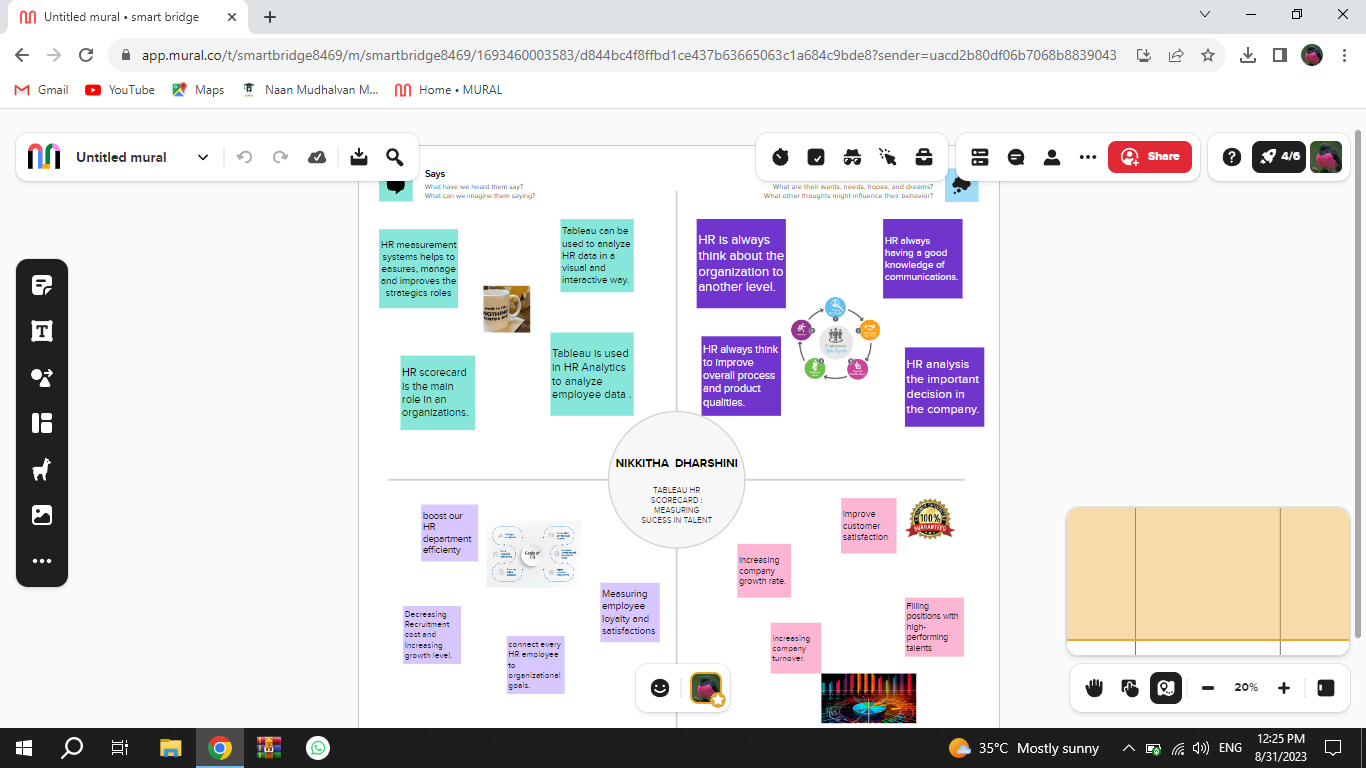 Untitled mural • smart bridge
app.mural.co/t/smartbridge8469/m/smartbridge8469/1693460003583/d844bc4f8ffbd1ce437b63665063c1a684c9bde8?sender=uacd2b80df06b7068b8839043
Gmail
YouTube
Maps
Naan Mudhalvan M...
Home • MURAL
Untitled mural
Share
4/6
Says
What have we heard them say?
What can we imagine them saying?
What are their wants, needs, hopes, and dreams?
What other thoughts might influence their behavior?
HR measurement
systems helps to
easures, manage
and improves the
strategics roles
Tableau can be
used to analyze
HR data in a
visual and
interactive way.
HR scorecard
is the main
role in an
organizations.
Tableau is used
in HR Analytics
to analyze
employee data .
HR is always
think about the
organization to
another level.
HR always
having a good
knowledge of
communications.
HR always think
to improve
overall process
and product
qualities.
HR analysis
the important
decision in
the company.
NIKKITHA DHARSHINI
TABLEAU HR
SCORECARD :
MEASURING
SUCESS IN TALENT
boost our
HR
department
efficienty
Goals of
HR
Measuring
employee
loyalty and
satisfactions
Decreasing
Recruitment
cost and
Increasing
growth level.
connect every
HR employee
to
organizational
goals.
Improve
customer
satisfaction
100%
GUARANTEED
Increasing
company
growth rate.
Filling
positions with
high-
performing
talents
increasing
company
turnover.
20%
35°C Mostly sunny
ENG
12:25 PM
8/31/2023